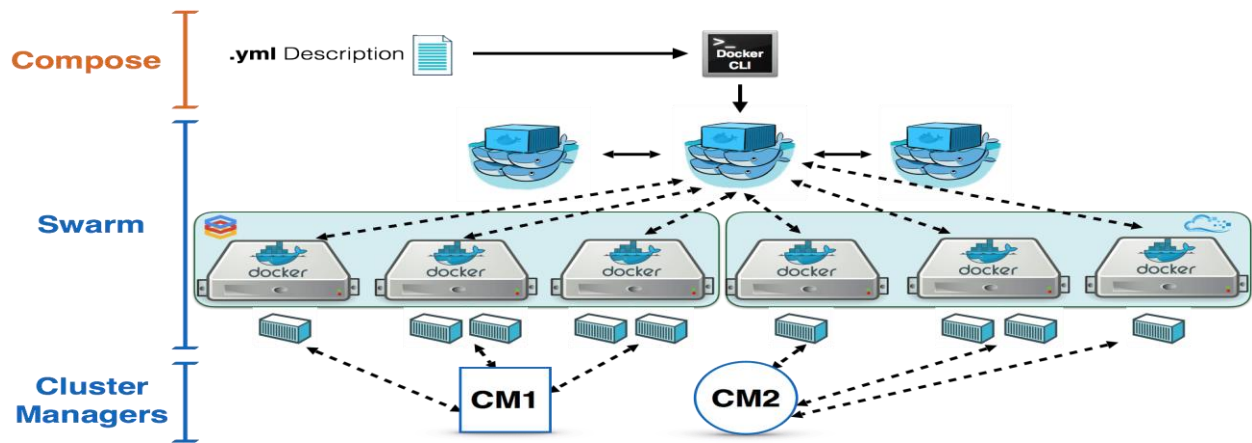 Compose
.yml Description
>_
Docker
CLI
Swarm
docker
docker
docker
docker
docker
docker
Cluster
Managers
CM1
CM2